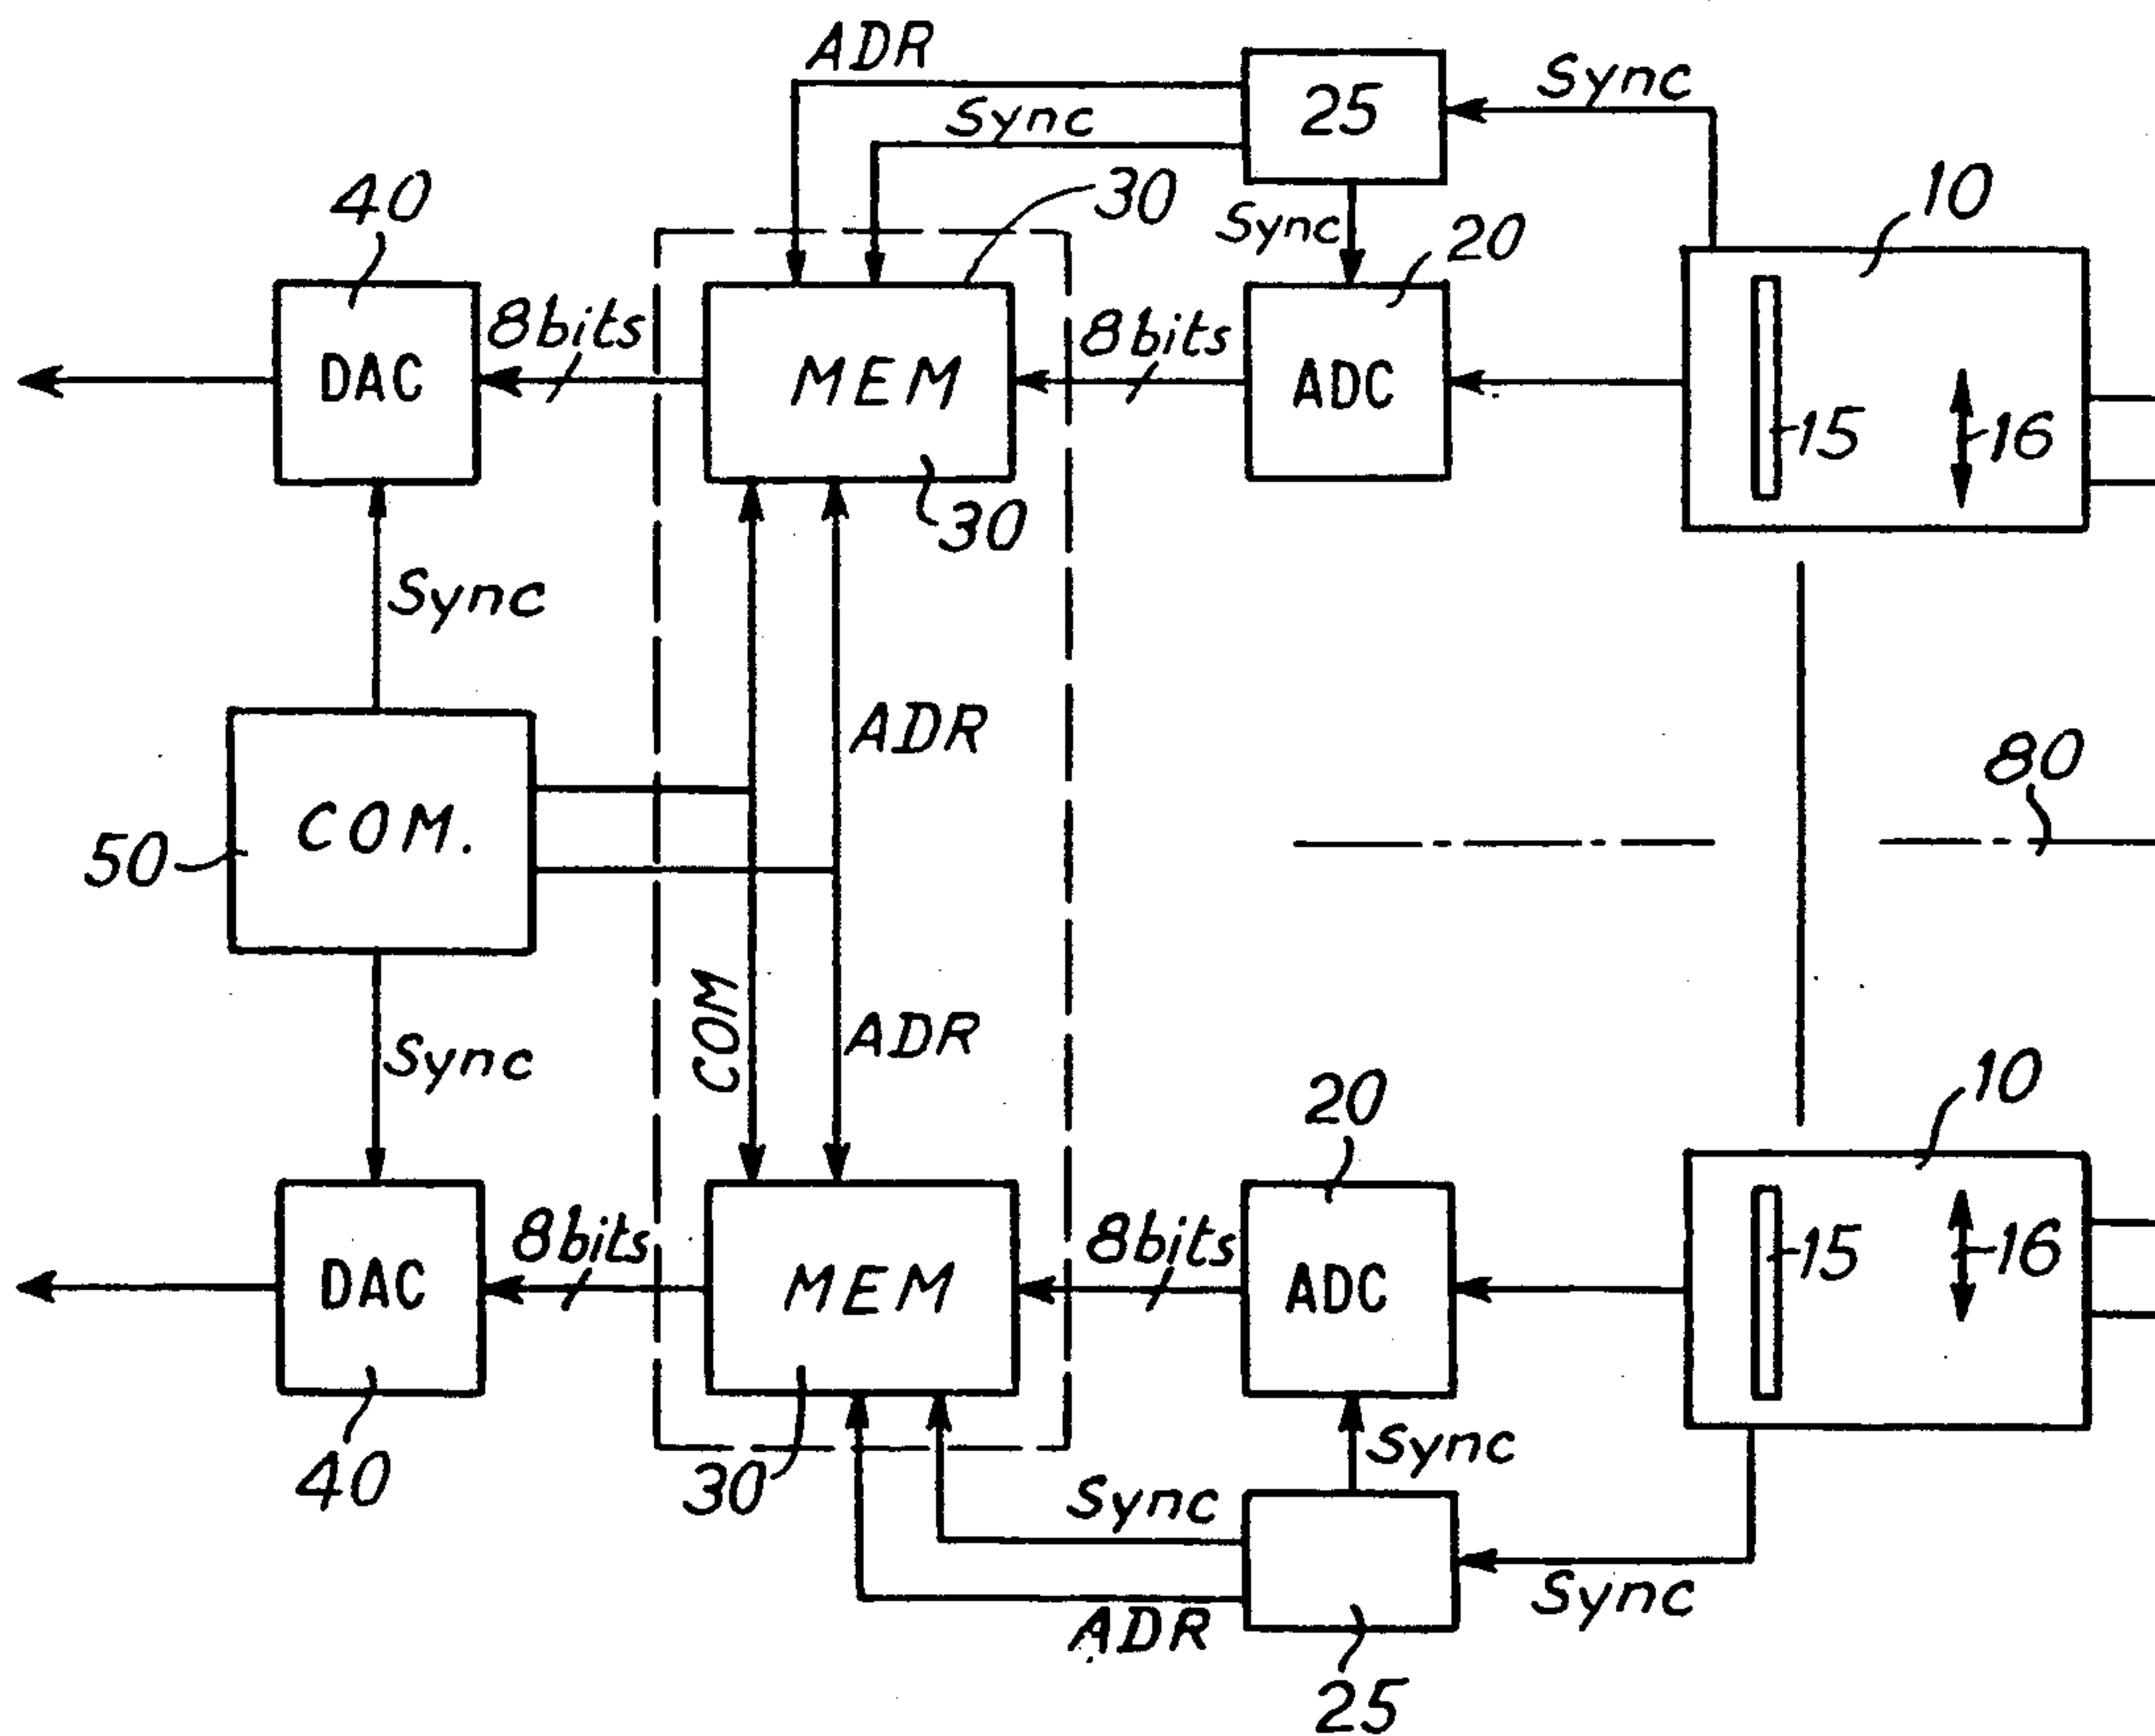 ADR
Sync
25
Sync
40
30
Sync
20
10
8bits
8bits
DAC
MEM
ADC
15
16
30
Sync
ADR
80
COM.
50
COM
ADR
Sync
20
10
8bits
8bits
15
16
DAC
MEM
ADC
40
30
Sync
Sync
Sync
ADR
25